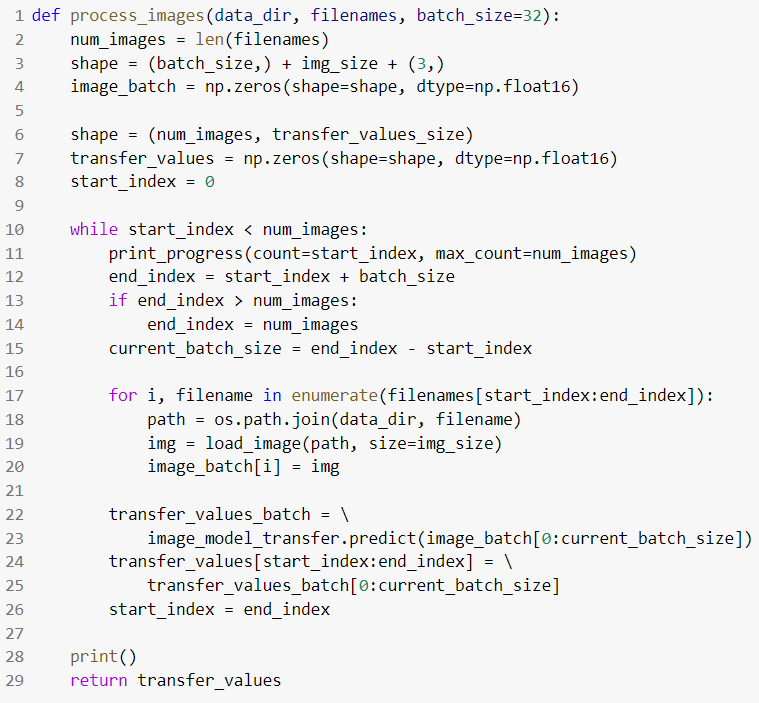 1 def process_images(data_dir, filenames, batch_size=32):
2     num_images = len(filenames)
3     shape = (batch_size,) + img_size + (3,)
4     image_batch = np.zeros(shape=shape, dtype=np.float16)
5
6     shape = (num_images, transfer_values_size)
7     transfer_values = np.zeros(shape=shape, dtype=np.float16)
8     start_index = 0
9
10     while start_index < num_images:
11         print_progress(count=start_index, max_count=num_images)
12         end_index = start_index + batch_size
13         if end_index > num_images:
14             end_index = num_images
15         current_batch_size = end_index - start_index
16
17         for i, filename in enumerate(filenames[start_index:end_index]):
18             path = os.path.join(data_dir, filename)
19             img = load_image(path, size=img_size)
20             image_batch[i] = img
21
22         transfer_values_batch = \
23             image_model_transfer.predict(image_batch[0:current_batch_size])
24         transfer_values[start_index:end_index] = \
25             transfer_values_batch[0:current_batch_size]
26         start_index = end_index
27
28     print()
29     return transfer_values